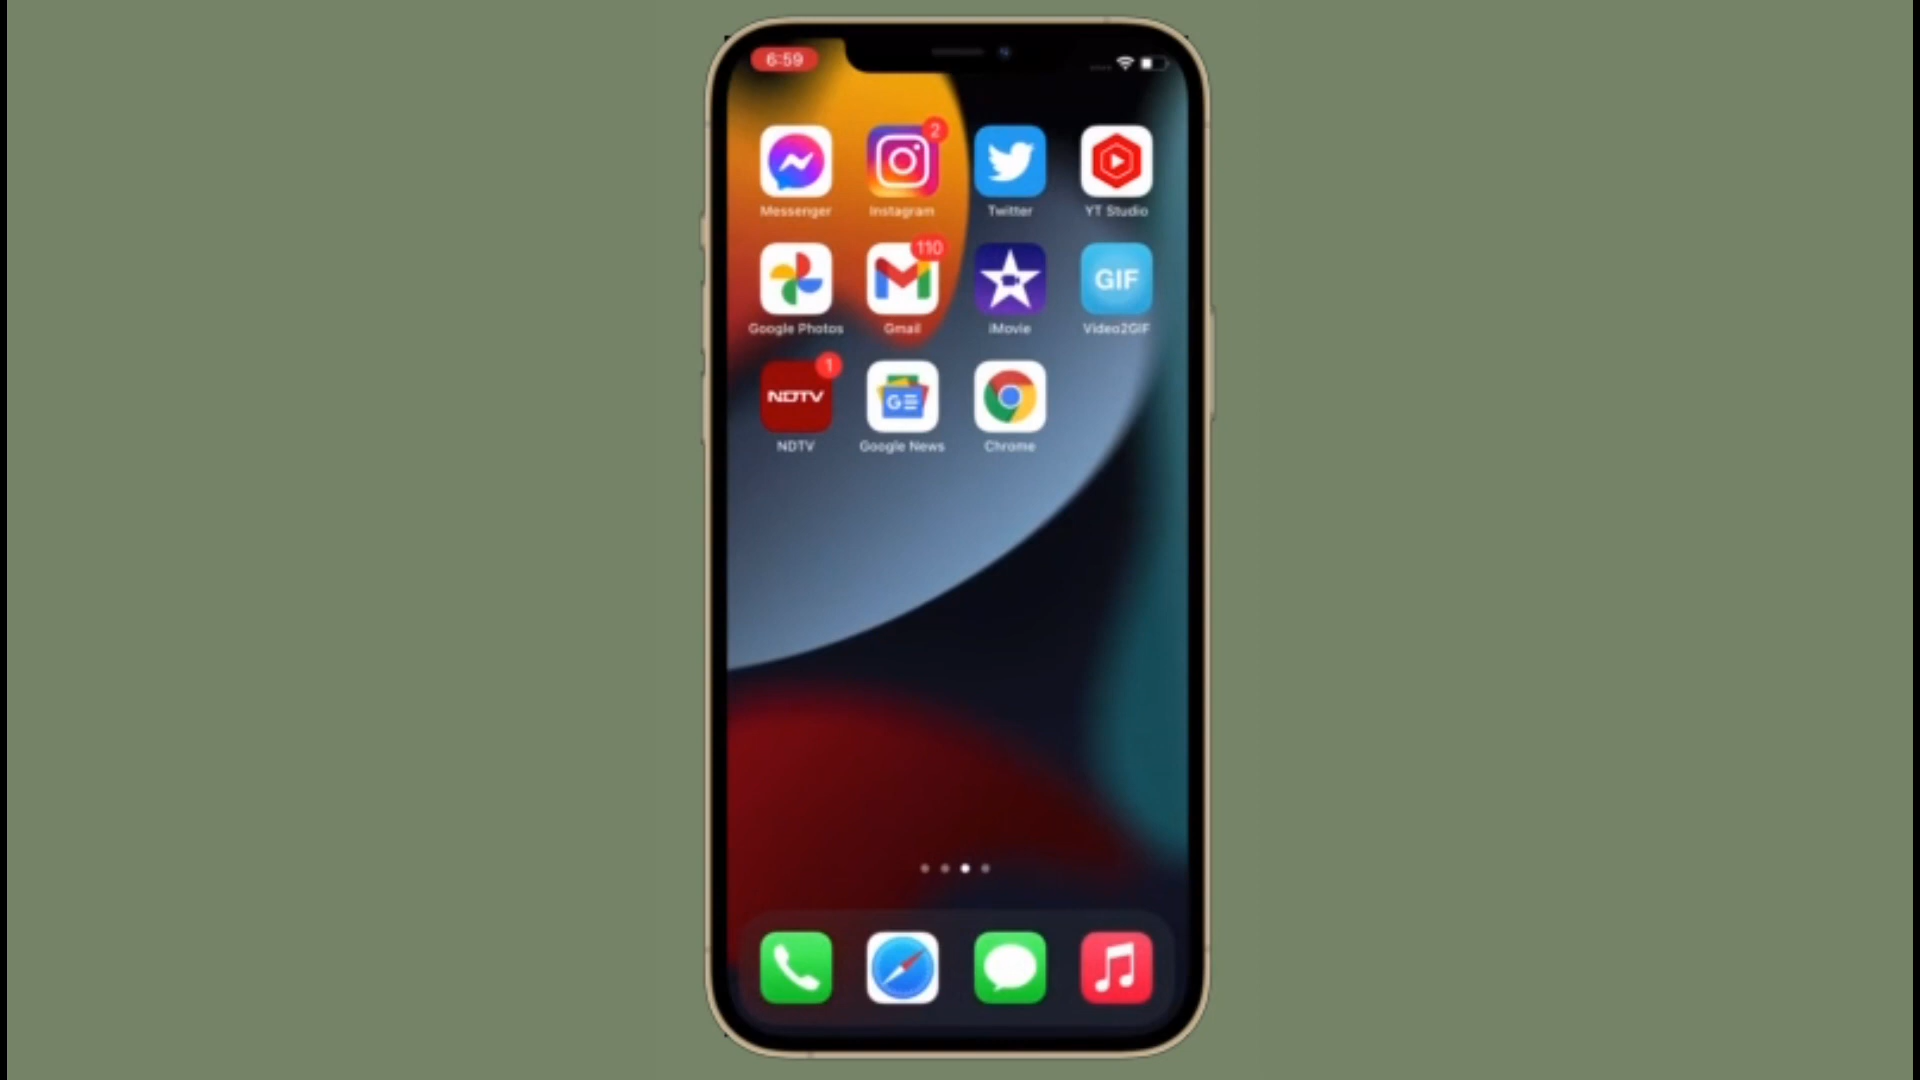 6:59
2
Messenger Instagram Twitter YT Studio
110
GIF
Google Photos Gmail iMovie Video2GIF
1
NDTV
GE
NDTV Google News Chrome